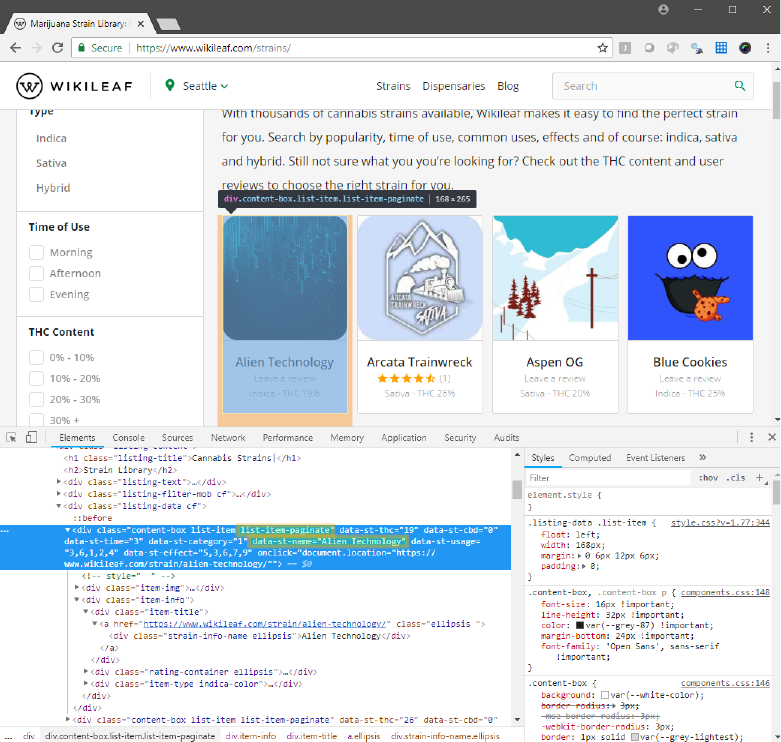 Marijuana Strain Library:
Secure
https://www.wikileaf.com/strains/
WIKILEAF
Seattle
Strains
Dispensaries
Blog
Search
Type
Indica
Sativa
Hybrid
Time of Use
Morning
Afternoon
Evening
THC Content
0% - 10%
10% - 20%
20% - 30%
30% +
With thousands of cannabis strains available, Wikileaf makes it easy to find the perfect strain
for you. Search by popularity, time of use, common uses, effects and of course: indica, sativa
and hybrid. Still not sure what you you're looking for? Check out the THC content and user
reviews to choose the right strain for you.
div.content-box.list-item.list-item-paginate | 168 × 265
Alien Technology
Leave a review
Indica - THC 19%
ARCATA
TRAINWRECK
SATIVA
Arcata Trainwreck
(1)
Sativa - THC 26%
Aspen OG
Leave a review
Sativa - THC 20%
Blue Cookies
Leave a review
Indica - THC 25%
Elements
Console
Sources
Network
Performance
Memory
Application
Security
Audits
<h1 class="listing-title">Cannabis Strains|</h1>
<h2>Strain Library</h2>
<div class="listing-text">…</div>
<div class="listing-filter-mob cf">…</div>
<div class="listing-data cf">
::before
<div class="content-box list-item list-item-paginate" data-st-thc="19" data-st-cbd="0"
data-st-time="3" data-st-category="1" data-st-name="Alien Technology" data-st-usage=
"3,6,1,2,4" data-st-effect="5,3,6,7,9" onclick="document.location="https://
www.wikileaf.com/strain/alien-technology/""> == $0
<!-- style=" " -->
<div class="item-img">…</div>
<div class="item-info">
<div class="item-title">
<a href="https://www.wikileaf.com/strain/alien-technology/" class="ellipsis ">
<div class="strain-info-name ellipsis">Alien Technology</div>
</a>
</div>
<div class="rating-container ellipsis">…</div>
<div class="item-type indica-color">…</div>
</div>
</div>
<div class="content-box list-item list-item-paginate" data-st-thc="26" data-st-cbd="0"
... div div.content-box.list-item.list-item-paginate div.item-info div.item-title a.ellipsis div.strain-info-name.ellipsis
Styles
Computed
Event Listeners
»
Filter
:hov .cls +
element.style {
}
.listing-data .list-item { style.css?v=1.77:344
float: left;
width: 168px;
margin: 0 6px 12px 6px;
padding: 0;
}
.content-box, .content-box p { components.css:148
font-size: 16px !important;
line-height: 32px !important;
color: var(--grey-87) !important;
margin-bottom: 24px !important;
font-family: 'Open Sans', sans-serif
!important;
}
.content-box { components.css:146
background: var(--white-color);
border-radius: 3px;
-moz-border-radius: 3px;
-webkit-border-radius: 3px;
border: 1px solid var(--grey-lightest);